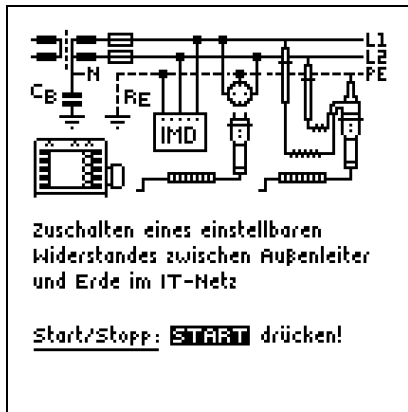 L1
L2
N
PE
CB
RE
IMD
Zuschalten eines einstellbaren
Widerstandes zwischen Außenleiter
und Erde im IT-Netz
Start/Stopp: START drücken!